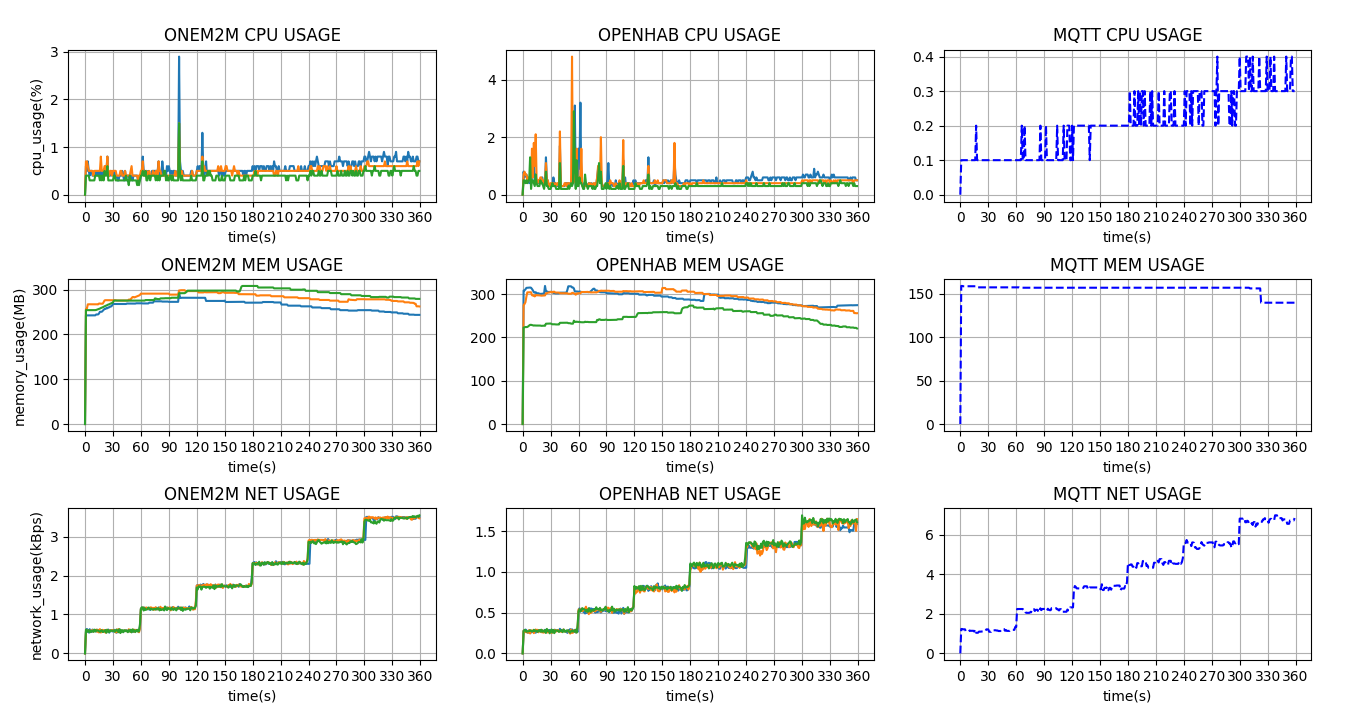 ONEM2M CPU USAGE
OPENHAB CPU USAGE
MQTT CPU USAGE
cpu_usage(%)
3
2
1
0
4
2
0
0.4
0.3
0.2
0.1
0.0
0 30 60 90 120 150 180 210 240 270 300 330 360
0 30 60 90 120 150 180 210 240 270 300 330 360
0 30 60 90 120 150 180 210 240 270 300 330 360
time(s)
time(s)
time(s)
ONEM2M MEM USAGE
OPENHAB MEM USAGE
MQTT MEM USAGE
memory_usage(MB)
300
200
100
0
300
200
100
0
150
100
50
0
0 30 60 90 120 150 180 210 240 270 300 330 360
0 30 60 90 120 150 180 210 240 270 300 330 360
0 30 60 90 120 150 180 210 240 270 300 330 360
time(s)
time(s)
time(s)
ONEM2M NET USAGE
OPENHAB NET USAGE
MQTT NET USAGE
network_usage(kBps)
3
2
1
0
1.5
1.0
0.5
0.0
6
4
2
0
0 30 60 90 120 150 180 210 240 270 300 330 360
0 30 60 90 120 150 180 210 240 270 300 330 360
0 30 60 90 120 150 180 210 240 270 300 330 360
time(s)
time(s)
time(s)